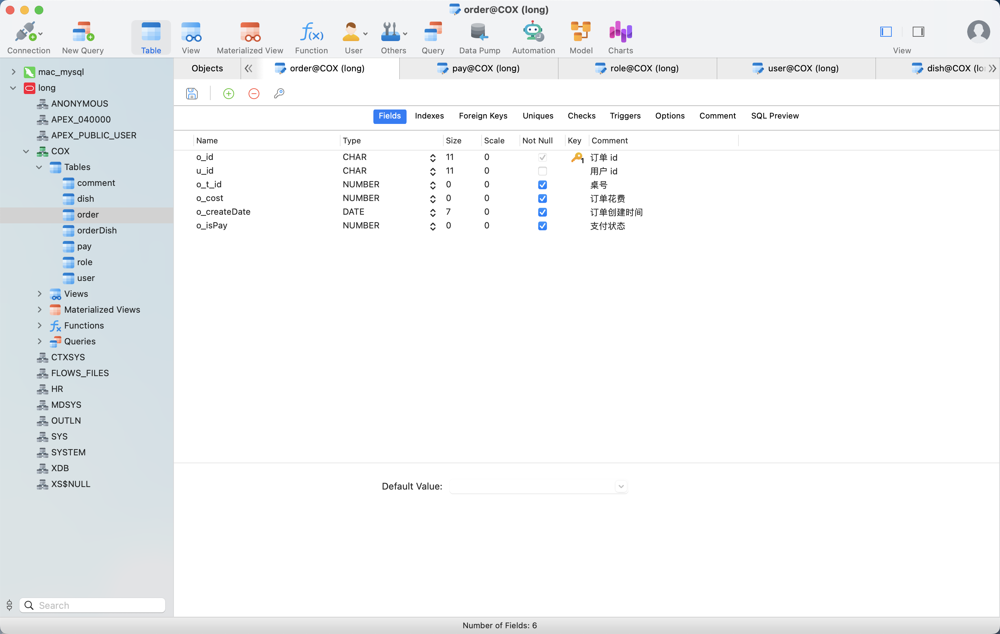 order@COX (long)
Connection New Query Table View Materialized View Function User Others Query Data Pump Automation Model Charts View
mac_mysql
long
ANONYMOUS
APEX_040000
APEX_PUBLIC_USER
COX
Tables
comment
dish
order
orderDish
pay
role
user
Views
Materialized Views
Functions
Queries
CTXSYS
FLOWS_FILES
HR
MDSYS
OUTLN
SYS
SYSTEM
XDB
XS$NULL
Search
Objects order@COX (long) pay@COX (long) role@COX (long) user@COX (long) dish@COX (lo
Fields Indexes Foreign Keys Uniques Checks Triggers Options Comment SQL Preview
Name Type Size Scale Not Null Key Comment
o_id CHAR 11 0 1 订单 id
u_id CHAR 11 0 用户 id
o_t_id NUMBER 0 0 桌号
o_cost NUMBER 0 0 订单花费
o_createDate DATE 7 0 订单创建时间
o_isPay NUMBER 0 0 支付状态
Default Value:
Number of Fields: 6